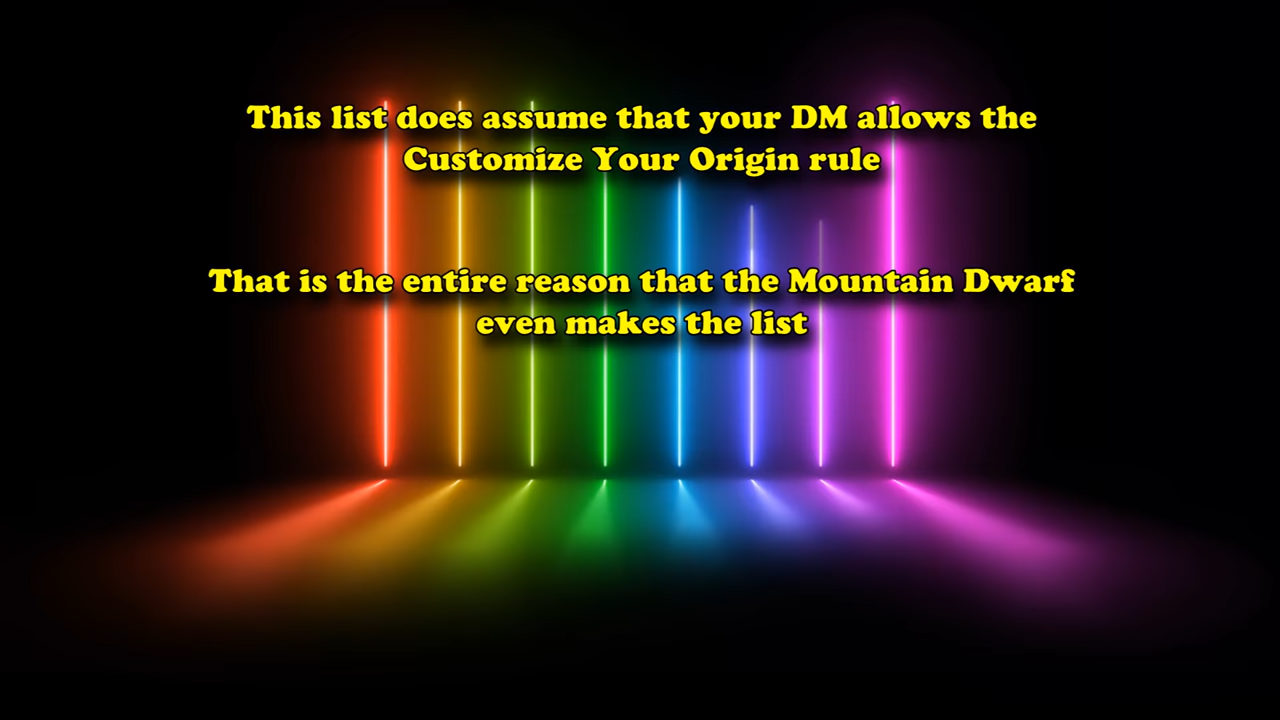 This list does assume that your DM allows the
Customize Your Origin rule
That is the entire reason that the Mountain Dwarf
even makes the list